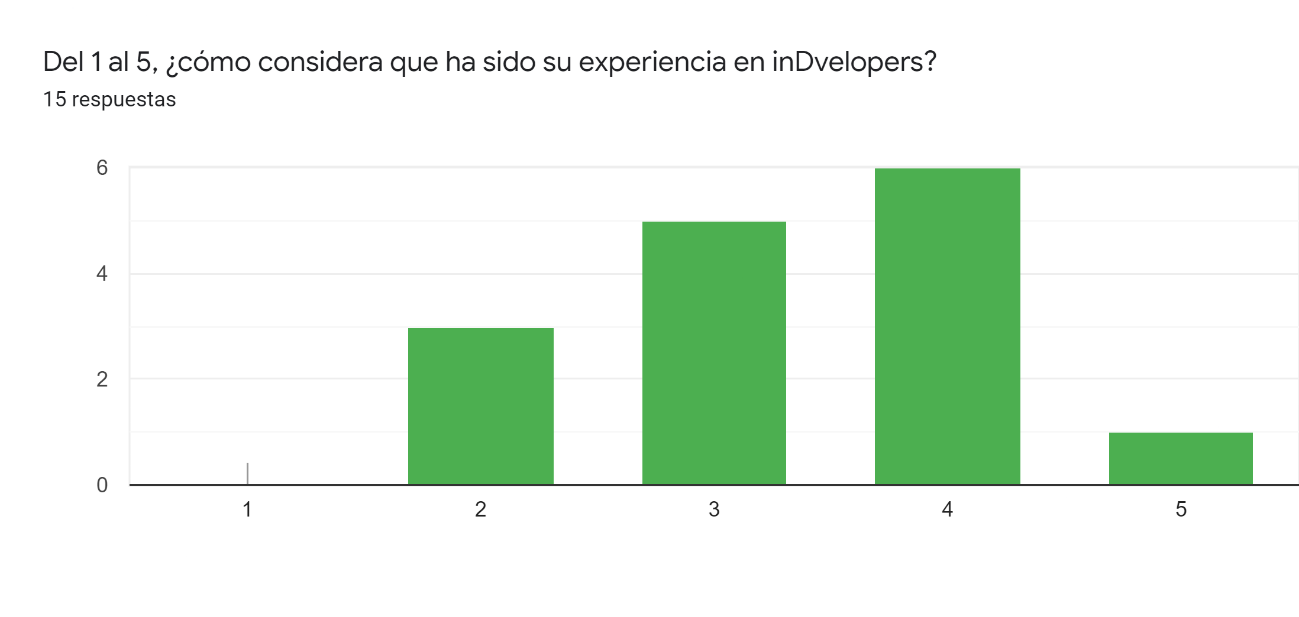 Del 1 al 5, ¿cómo considera que ha sido su experiencia en inDvelopers?
15 respuestas
6
4
2
0
1 2 3 4 5